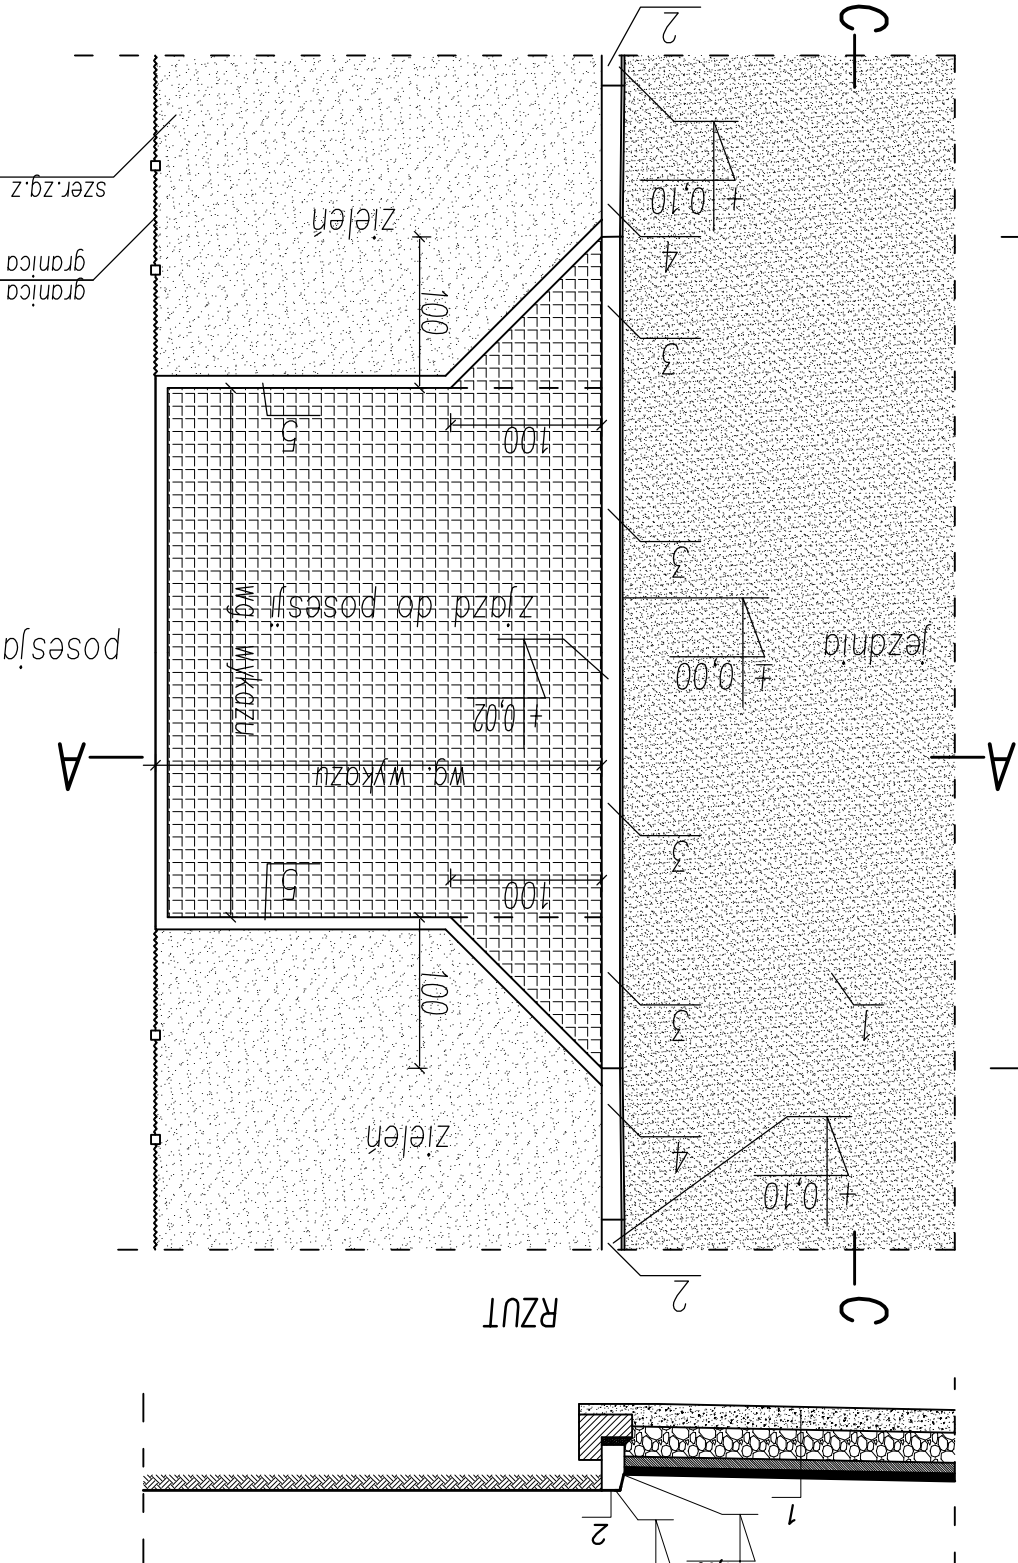 1
2
C
RZUT
2
+ 0,10
4
zieleń
1
3
100
100
5
3
wg. wykazu
A
A
+ 0,02
± 0,00
wg. wykazu
jezdnia
posesja
zjazd do posesji
3
100
5
3
100
granica
granica
4
zieleń
+ 0,10
szer.zg.z
2
C